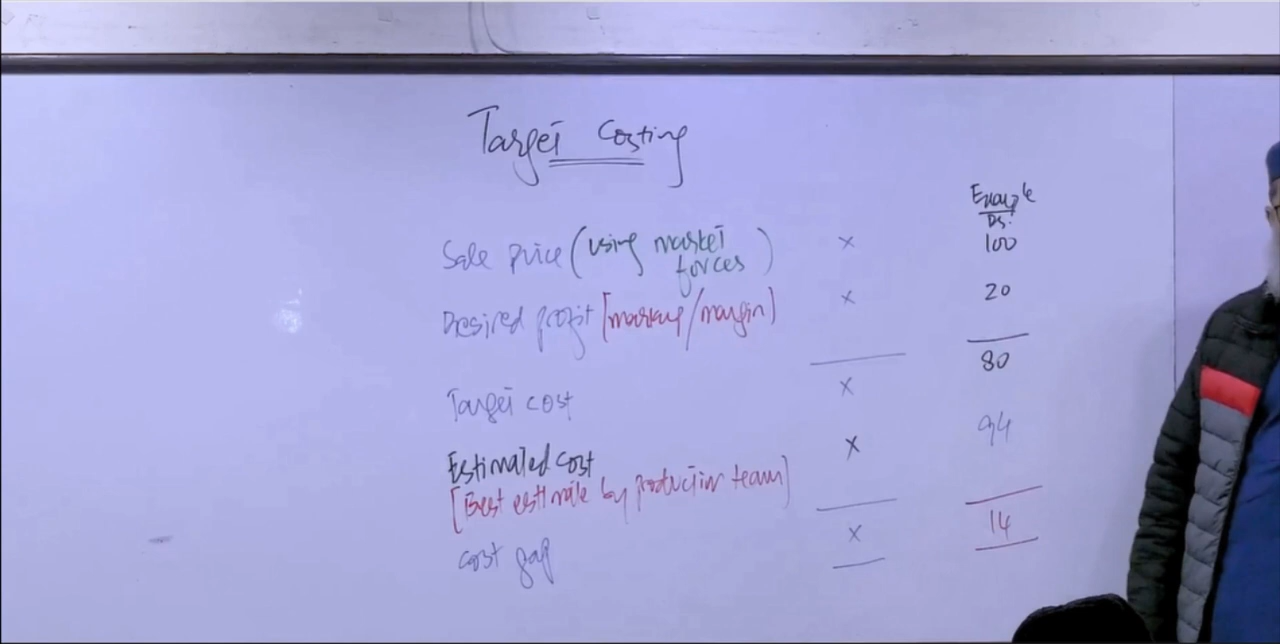 Target Costing
Example
Ds.
Sale price (using market forces) x 100
Desired profit [markup/margin] x 20
Target cost x 80
Estimated cost x 94
[Best estimate by production team]
cost gap x 14